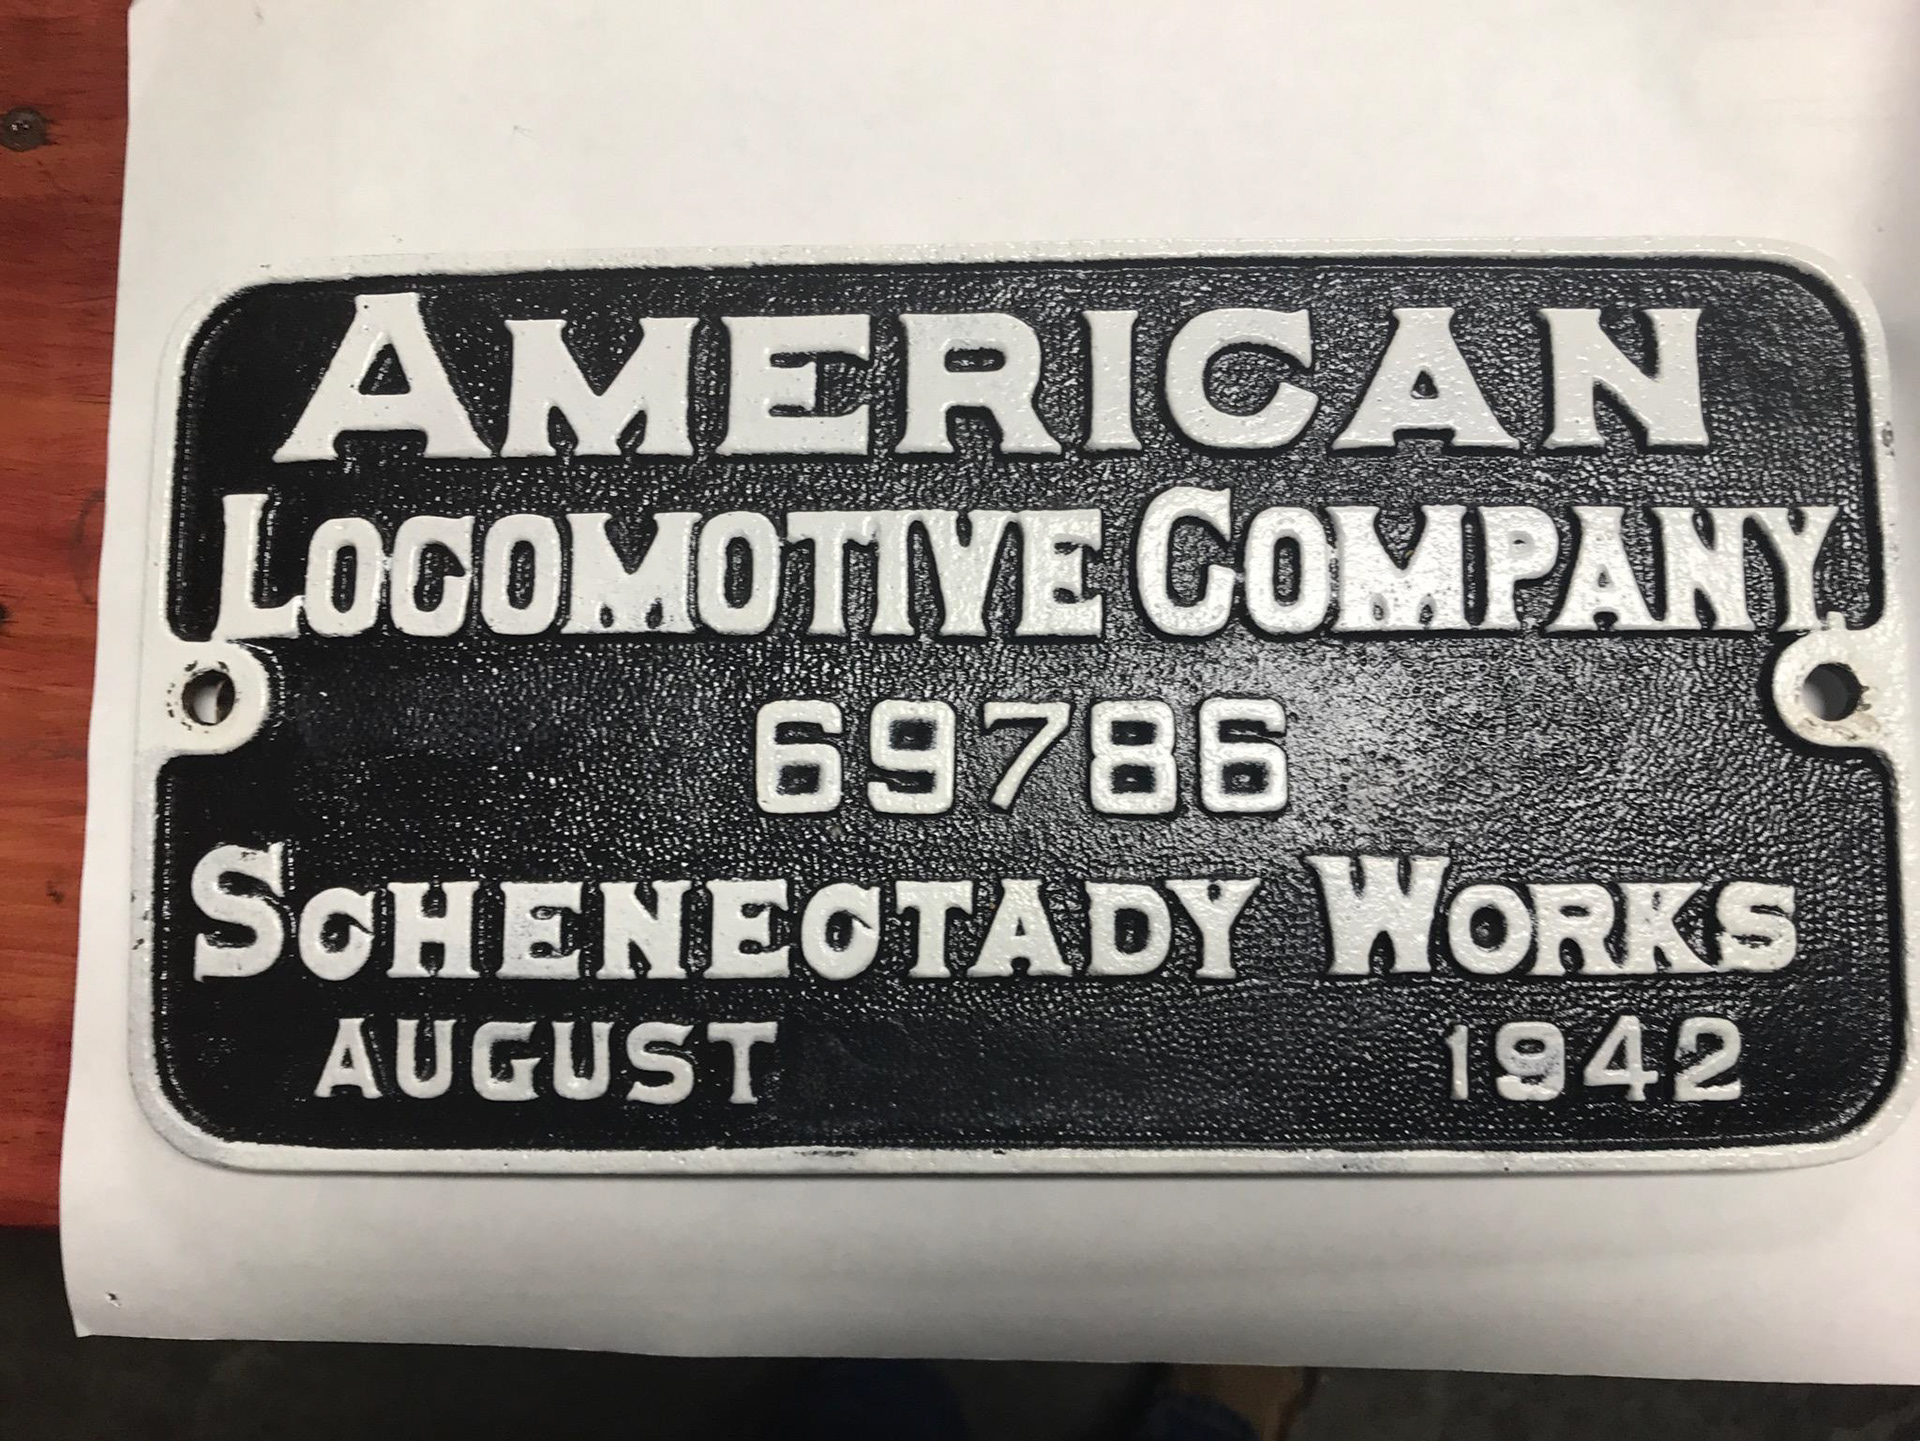 AMERICAN
LOCOMOTIVE COMPANY
69786
SCHENECTADY WORKS
AUGUST 1942